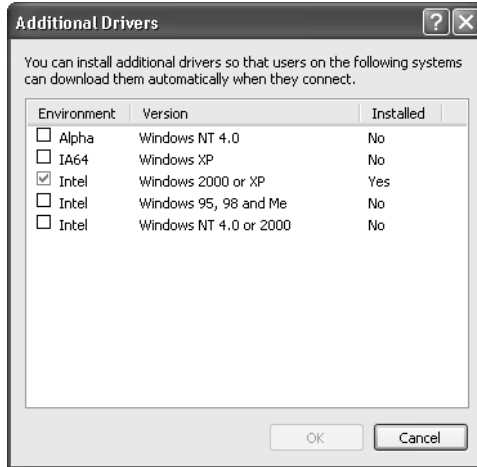 Additional Drivers
You can install additional drivers so that users on the following systems
can download them automatically when they connect.
Environment Version Installed
Alpha Windows NT 4.0 No
IA64 Windows XP No
Intel Windows 2000 or XP Yes
Intel Windows 95, 98 and Me No
Intel Windows NT 4.0 or 2000 No
OK Cancel